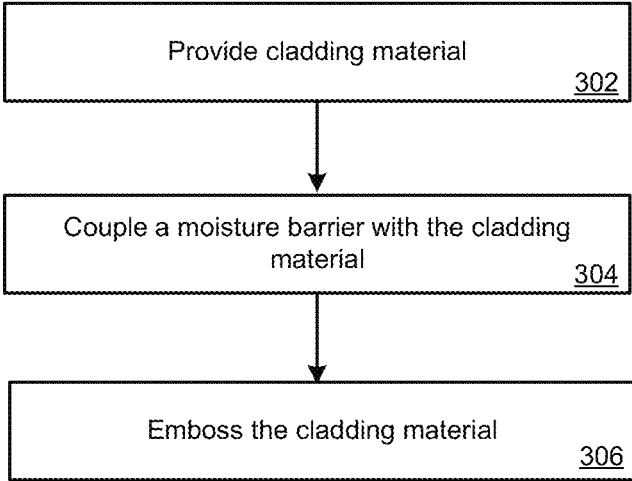 Provide cladding material
302
Couple a moisture barrier with the cladding
material
304
Emboss the cladding material
306